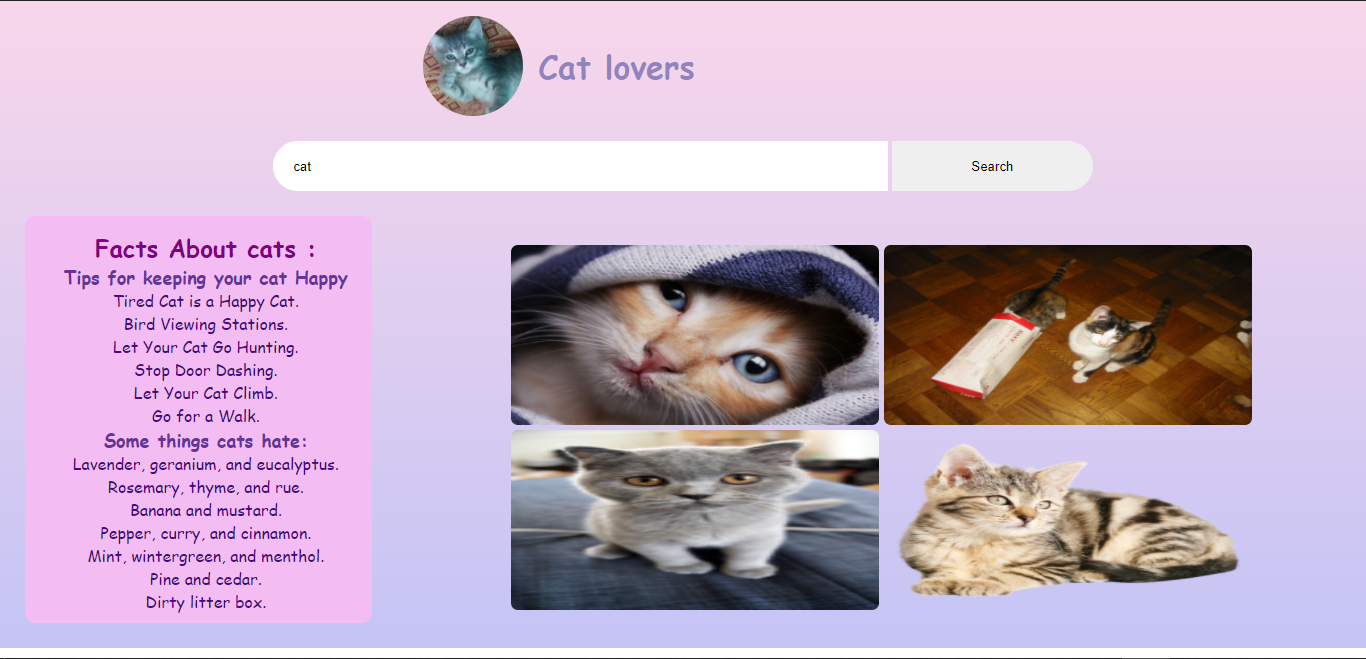 Cat lovers
cat
Search
Facts About cats :
Tips for keeping your cat Happy
Tired Cat is a Happy Cat.
Bird Viewing Stations.
Let Your Cat Go Hunting.
Stop Door Dashing.
Let Your Cat Climb.
Go for a Walk.
Some things cats hate:
Lavender, geranium, and eucalyptus.
Rosemary, thyme, and rue.
Banana and mustard.
Pepper, curry, and cinnamon.
Mint, wintergreen, and menthol.
Pine and cedar.
Dirty litter box.